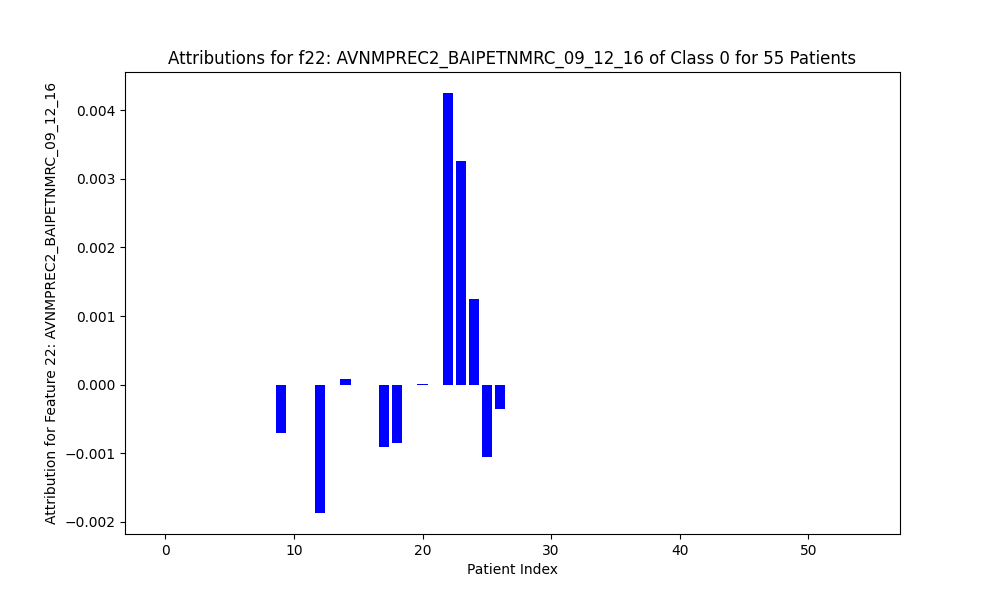 Attributions for f22: AVNMPREC2_BAIPETNMRC_09_12_16 of Class 0 for 55 Patients
Attribution for Feature 22: AVNMPREC2_BAIPETNMRC_09_12_16
0.004
0.003
0.002
0.001
0.000
−0.001
−0.002
0 10 20 30 40 50
Patient Index